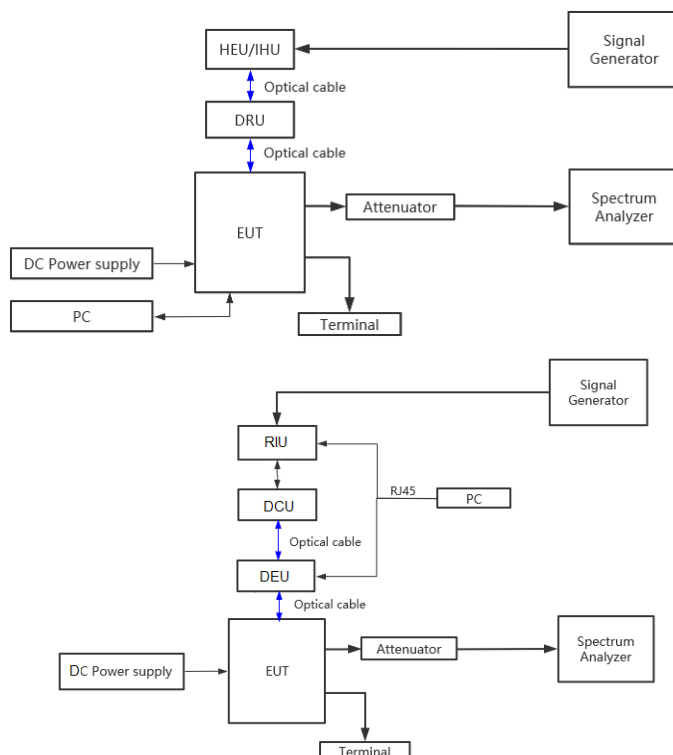 HEU/IHU
Signal
Generator
Optical cable
DRU
Optical cable
EUT
Attenuator
Spectrum
Analyzer
DC Power supply
PC
Terminal
Signal
Generator
RIU
RJ45
PC
DCU
Optical cable
DEU
Optical cable
EUT
Attenuator
Spectrum
Analyzer
DC Power supply
Terminal